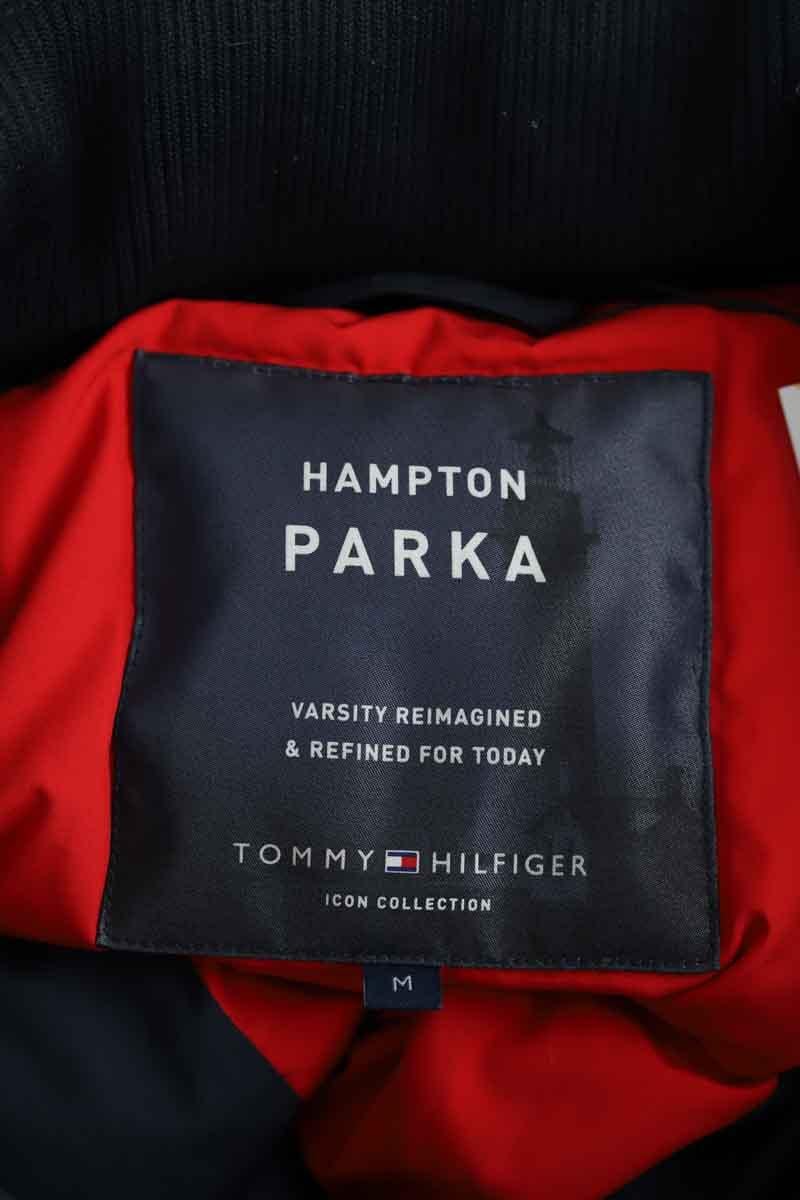 HAMPTON
PARKA
VARSITY REIMAGINED
& REFINED FOR TODAY
TOMMY HILFIGER
ICON COLLECTION
M